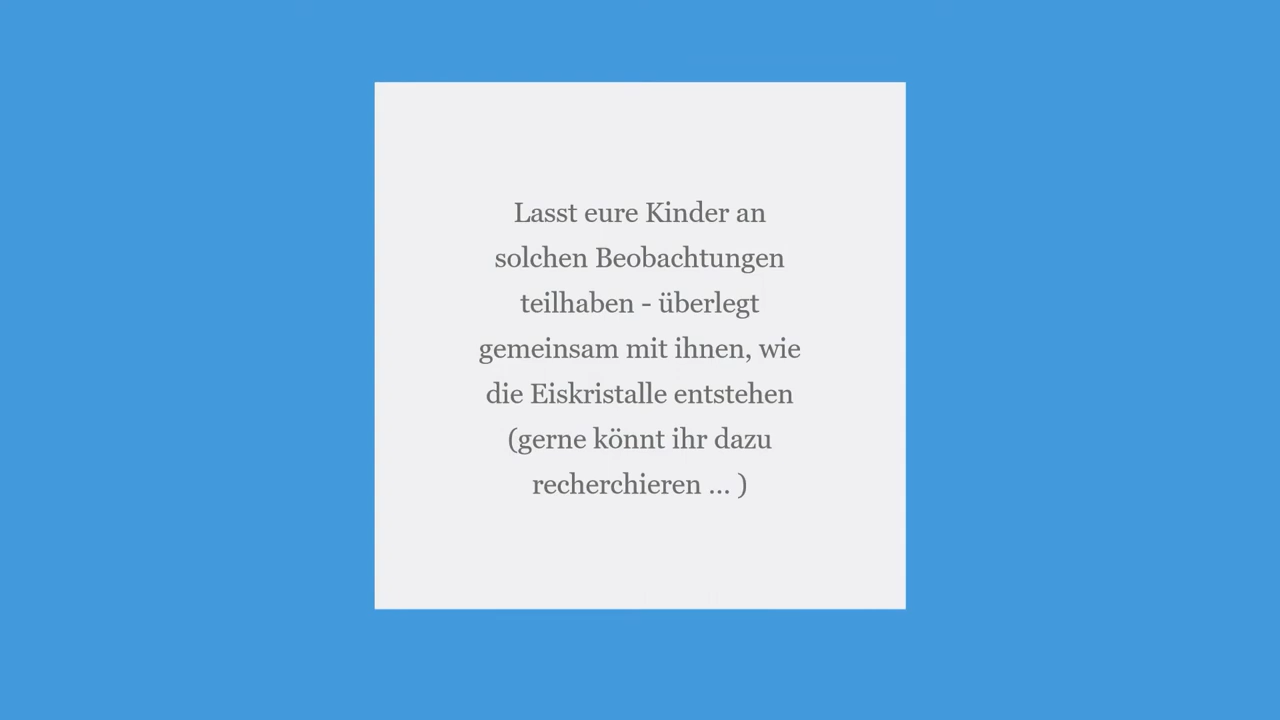 Lasst eure Kinder an
solchen Beobachtungen
teilhaben - überlegt
gemeinsam mit ihnen, wie
die Eiskristalle entstehen
(gerne könnt ihr dazu
recherchieren ... )